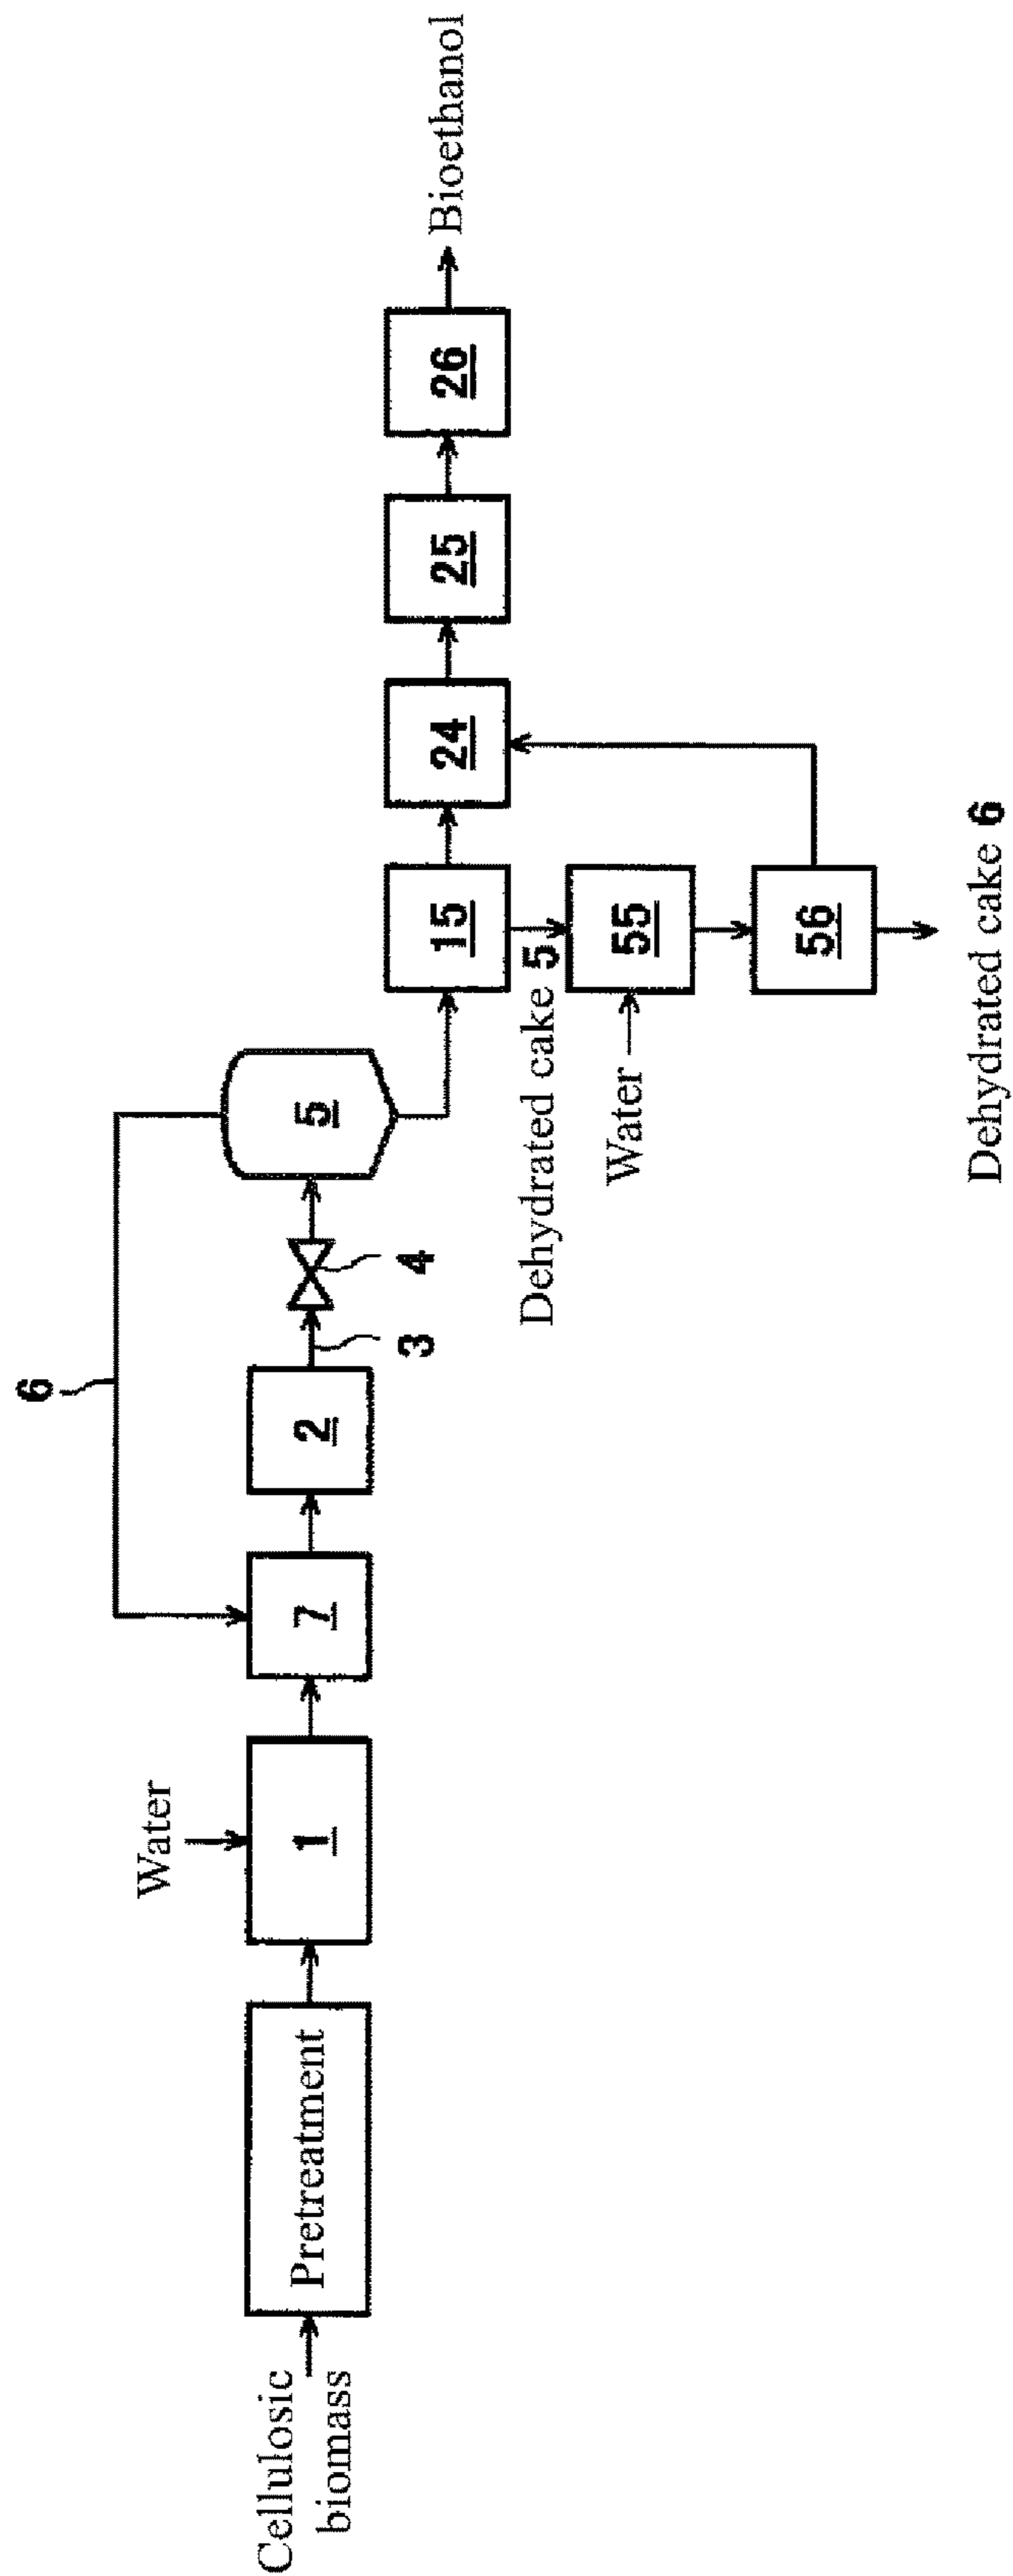 Cellulosic
biomass
Pretreatment
Water
1
7
6
2
3
4
5
15
24
25
26
Bioethanol
Dehydrated cake 5
Water
55
56
Dehydrated cake 6